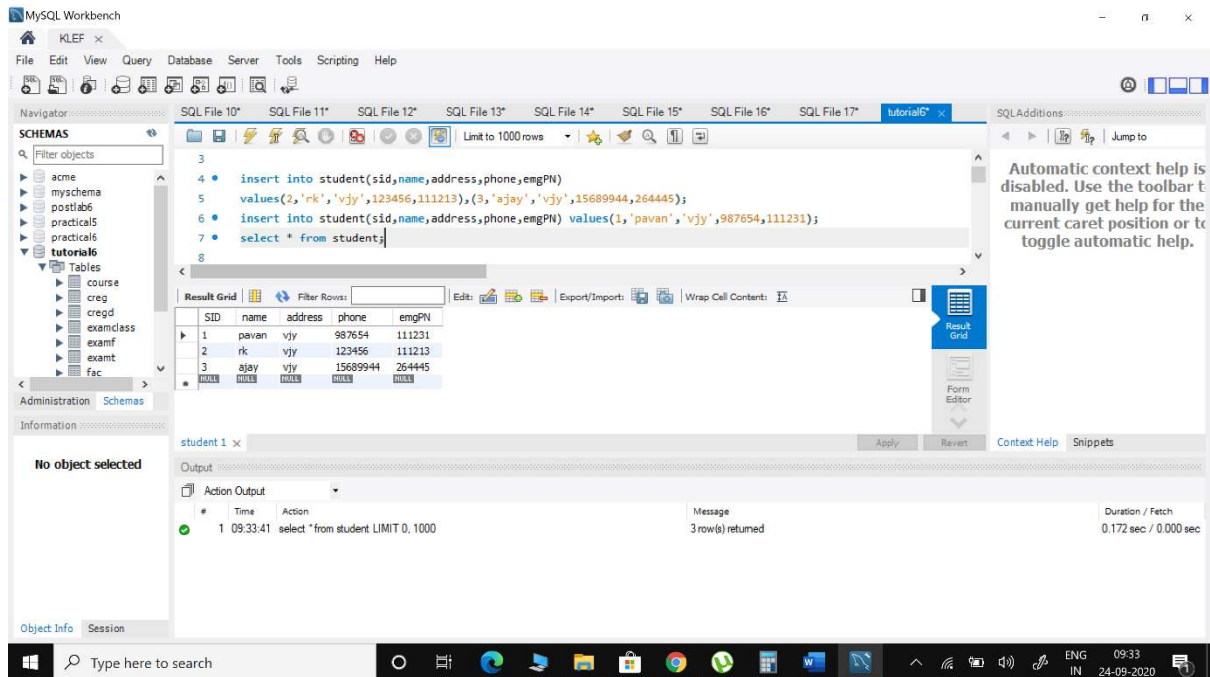 MySQL Workbench
KLEF ×
File Edit View Query Database Server Tools Scripting Help
Navigator
SCHEMAS
Filter objects
acme
myschema
postlab6
practical5
practical6
tutorial6
Tables
course
creg
cregd
examclass
examf
examt
fac
Administration Schemas
Information
No object selected
Object Info Session
SQL File 10* SQL File 11* SQL File 12* SQL File 13* SQL File 14* SQL File 15* SQL File 16* SQL File 17* tutorial6* ×
Limit to 1000 rows
3
4 insert into student(sid,name,address,phone,emgPN)
5 values(2,'rk','vjy',123456,111213),(3,'ajay','vjy',15689944,264445);
6 insert into student(sid,name,address,phone,emgPN) values(1,'pavan','vjy',987654,111231);
7 select * from student;
8
Result Grid Filter Rows: Edit: Export/Import: Wrap Cell Content:
SID name address phone emgPN
1 pavan vjy 987654 111231
2 rk vjy 123456 111213
3 ajay vjy 15689944 264445
NULL NULL NULL NULL NULL
Result Grid
Form Editor
student 1 × Apply Revert
Output
Action Output
# Time Action Message Duration / Fetch
1 09:33:41 select * from student LIMIT 0, 1000 3 row(s) returned 0.172 sec / 0.000 sec
SQLAdditions
Jump to
Automatic context help is
disabled. Use the toolbar t
manually get help for the
current caret position or to
toggle automatic help.
Context Help Snippets
Type here to search
ENG 09:33
IN 24-09-2020